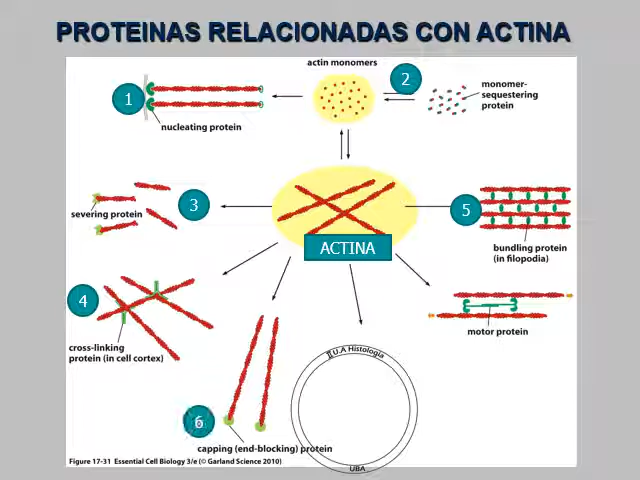 PROTEINAS RELACIONADAS CON ACTINA
actin monomers
1
2
monomer-
sequestering
protein
nucleating protein
severing protein
3
ACTINA
5
bundling protein
(in filopodia)
4
cross-linking
protein (in cell cortex)
motor protein
U.A Histologia
6
capping (end-blocking) protein
UBA
Figure 17-31 Essential Cell Biology 3/e (© Garland Science 2010)